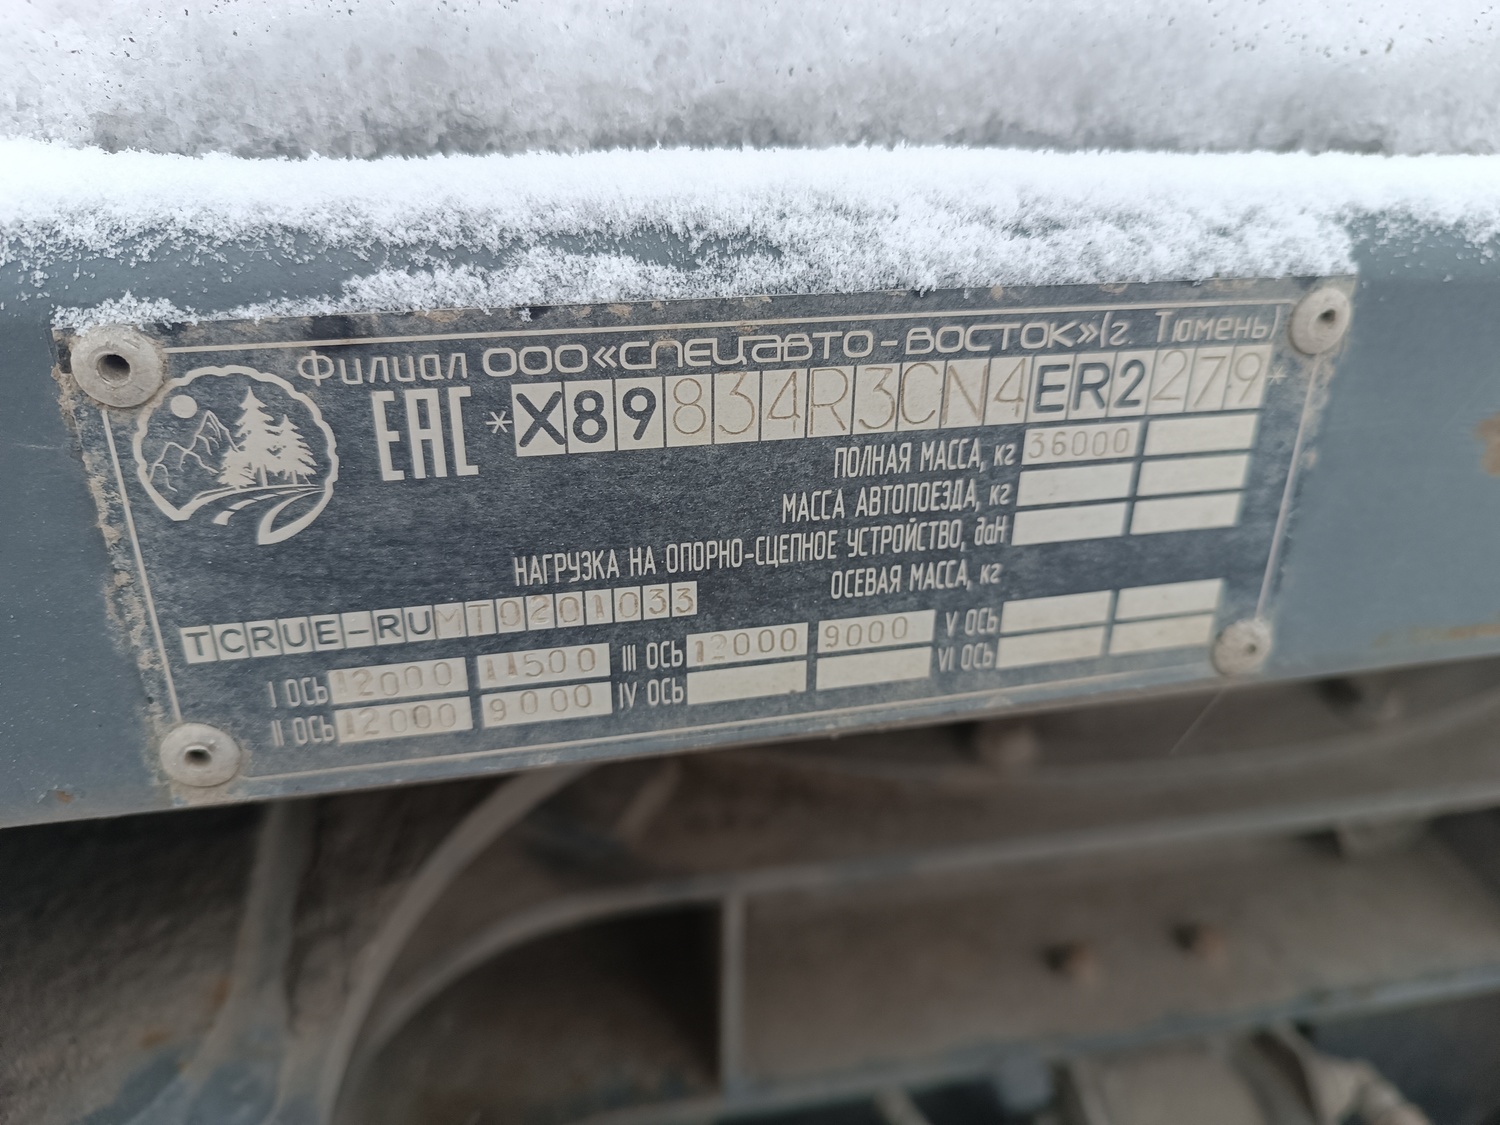 Филиал ООО «СПЕЦАВТО-ВОСТОК» (г. Тюмень)
ЕАС *X89834R3CN4ER2279*
ПОЛНАЯ МАССА, кг 36000
МАССА АВТОПОЕЗДА, кг
НАГРУЗКА НА ОПОРНО-СЦЕПНОЕ УСТРОЙСТВО, даН
ОСЕВАЯ МАССА, кг
TCRUE-RUMT0201033
I ОСЬ 12000 11500 III ОСЬ 12000 9000 V ОСЬ
II ОСЬ 12000 9000 IV ОСЬ VI ОСЬ